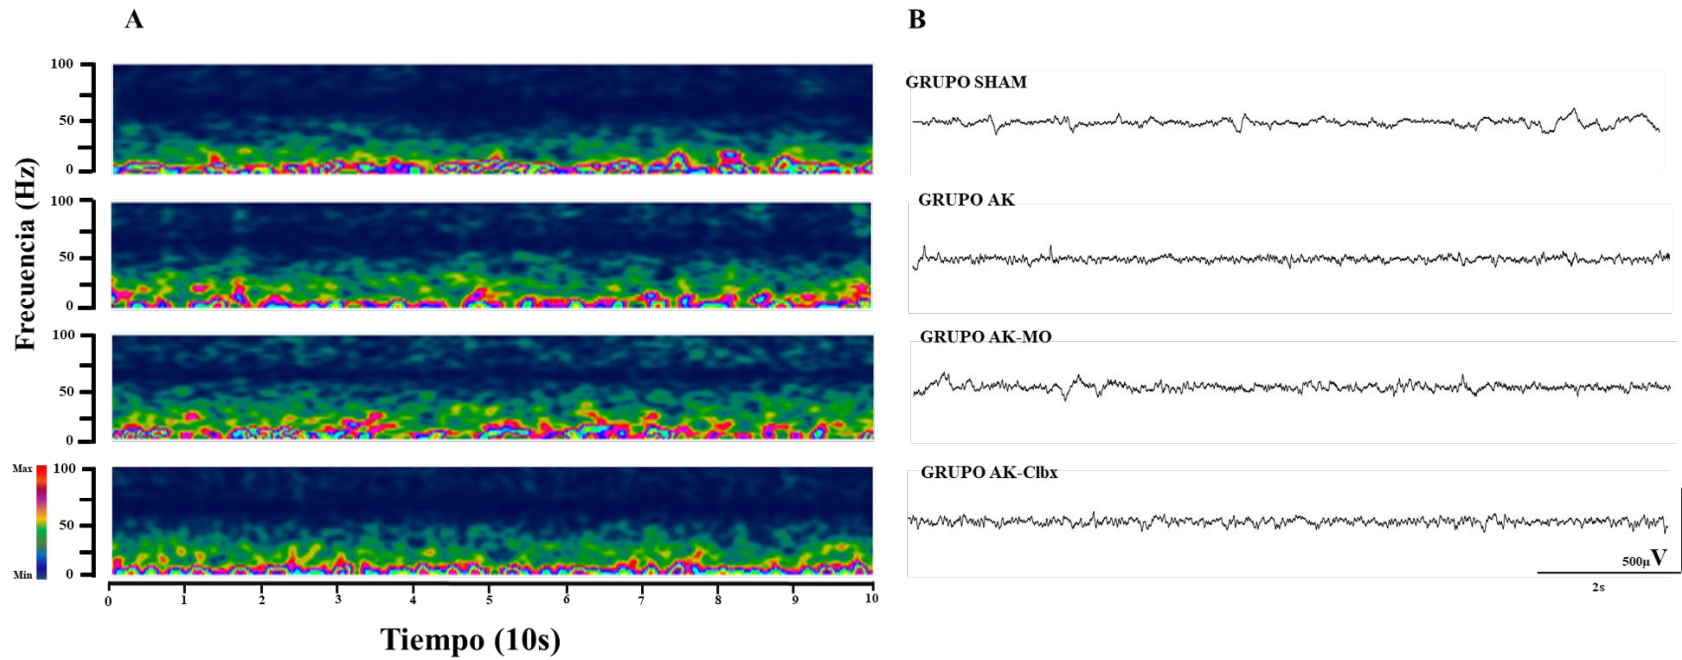 A
B
Frecuencia (Hz)
100
50
0
GRUPO SHAM
100
50
0
GRUPO AK
100
50
0
GRUPO AK-MO
Max
Min
100
50
0
GRUPO AK-Clbx
500µV
2s
0 1 2 3 4 5 6 7 8 9 10
Tiempo (10s)